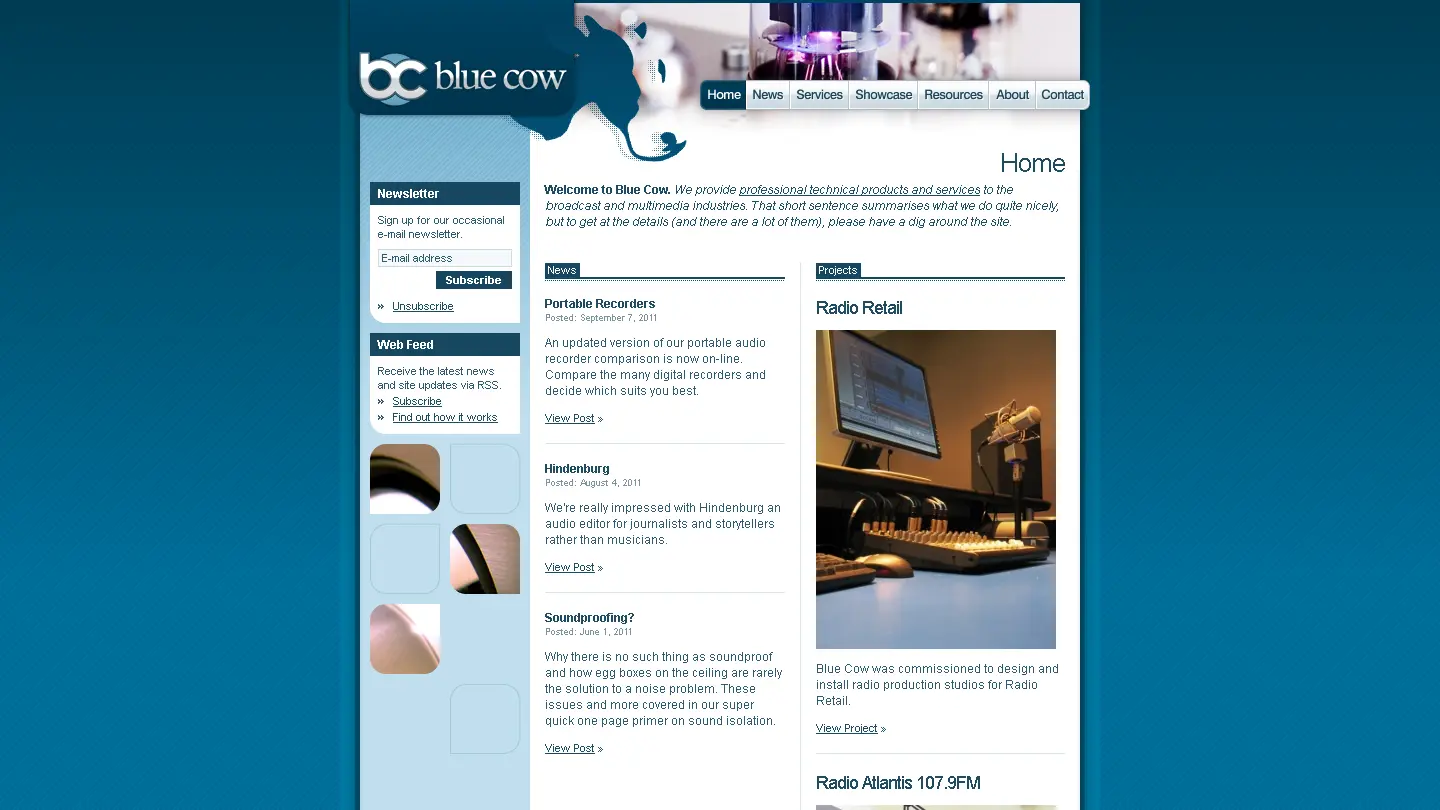 bc blue cow
Home News Services Showcase Resources About Contact
Home
Newsletter
Sign up for our occasional
e-mail newsletter.
E-mail address
Subscribe
» Unsubscribe
Web Feed
Receive the latest news
and site updates via RSS.
» Subscribe
» Find out how it works
Welcome to Blue Cow. We provide professional technical products and services to the
broadcast and multimedia industries. That short sentence summarises what we do quite nicely,
but to get at the details (and there are a lot of them), please have a dig around the site.
News
Portable Recorders
Posted: September 7, 2011
An updated version of our portable audio
recorder comparison is now on-line.
Compare the many digital recorders and
decide which suits you best.
View Post »
Hindenburg
Posted: August 4, 2011
We're really impressed with Hindenburg an
audio editor for journalists and storytellers
rather than musicians.
View Post »
Soundproofing?
Posted: June 1, 2011
Why there is no such thing as soundproof
and how egg boxes on the ceiling are rarely
the solution to a noise problem. These
issues and more covered in our super
quick one page primer on sound isolation.
View Post »
Projects
Radio Retail
Blue Cow was commissioned to design and
install radio production studios for Radio
Retail.
View Project »
Radio Atlantis 107.9FM